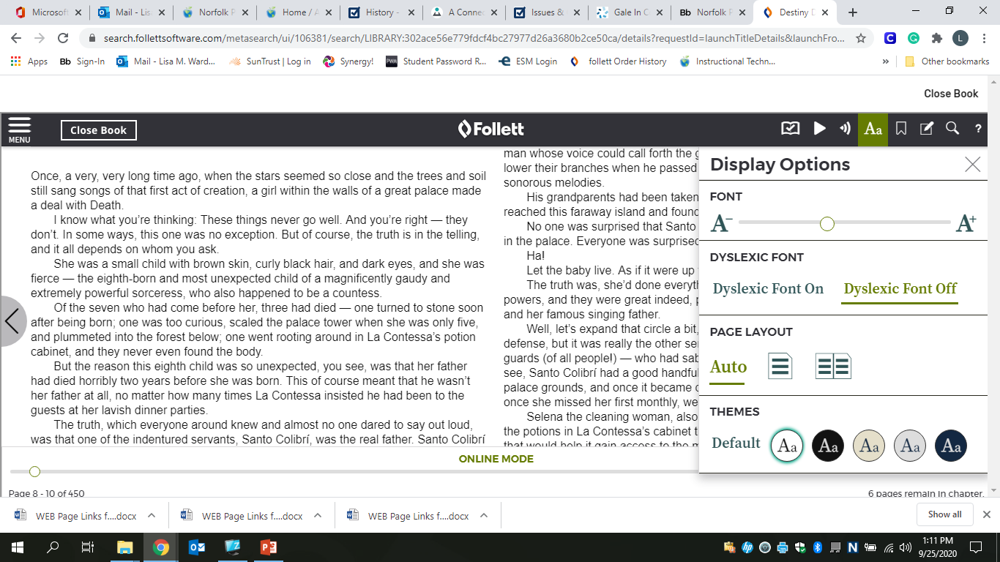 Microsoft
Mail - Lis
Norfolk P
Home / A
History -
A Connec
Issues &
Gale In C
Bb Norfolk P
Destiny D
search.follettsoftware.com/metasearch/ui/106381/search/LIBRARY:302ace56e779fdcf4bc27977d26a3680b2ce50ca/details?requestId=launchTitleDetails&launchFro...
Apps Bb Sign-In Mail - Lisa M. Ward... SunTrust | Log in Synergy! Student Password R... ESM Login follett Order History Instructional Techn... » Other bookmarks
Close Book
MENU Close Book Follett Aa ?
Once, a very, very long time ago, when the stars seemed so close and the trees and soil
still sang songs of that first act of creation, a girl within the walls of a great palace made
a deal with Death.
I know what you’re thinking: These things never go well. And you’re right — they
don’t. In some ways, this one was no exception. But of course, the truth is in the telling,
and it all depends on whom you ask.
She was a small child with brown skin, curly black hair, and dark eyes, and she was
fierce — the eighth-born and most unexpected child of a magnificently gaudy and
extremely powerful sorceress, who also happened to be a countess.
Of the seven who had come before her, three had died — one turned to stone soon
after being born; one was too curious, scaled the palace tower when she was only five,
and plummeted into the forest below; one went rooting around in La Contessa’s potion
cabinet, and they never even found the body.
But the reason this eighth child was so unexpected, you see, was that her father
had died horribly two years before she was born. This of course meant that he wasn’t
her father at all, no matter how many times La Contessa insisted he had been to the
guests at her lavish dinner parties.
The truth, which everyone around knew and almost no one dared to say out loud,
was that one of the indentured servants, Santo Colibrí, was the real father. Santo Colibrí
man whose voice could call forth the g
lower their branches when he passed
sonorous melodies.
His grandparents had been taken
reached this faraway island and found
No one was surprised that Santo
in the palace. Everyone was surprised
Ha!
Let the baby live. As if it were up
The truth was, she’d done everyth
powers, and they were great indeed, p
and her famous singing father.
Well, let’s expand that circle a bit,
defense, but it was really the other se
guards (of all people!) — who had sab
see, Santo Colibrí had a good handful
palace grounds, and once it became c
once she missed her first monthly, we
Selena the cleaning woman, also
the potions in La Contessa’s cabinet t
that would help it gain access to the m
Display Options
FONT
A- A+
DYSLEXIC FONT
Dyslexic Font On Dyslexic Font Off
PAGE LAYOUT
Auto
THEMES
Default Aa Aa Aa Aa Aa
ONLINE MODE
Page 8 - 10 of 450
6 pages remain in chapter.
WEB Page Links f....docx
WEB Page Links f....docx
WEB Page Links f....docx
Show all
1:11 PM
9/25/2020